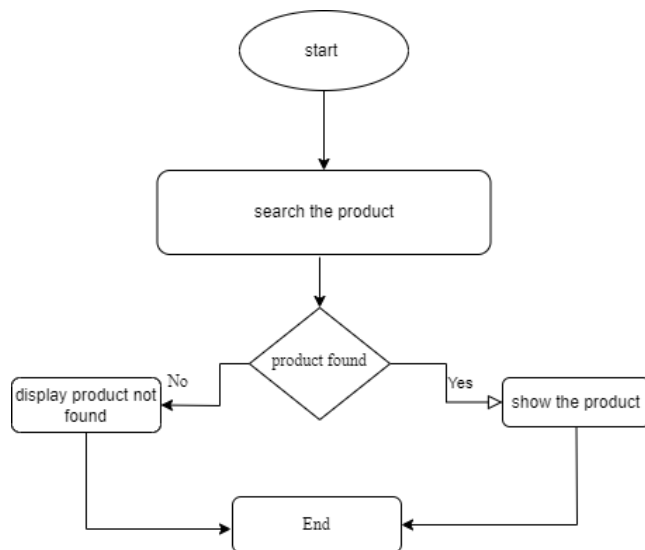 start
search the product
product found
No
Yes
display product not
found
show the product
End